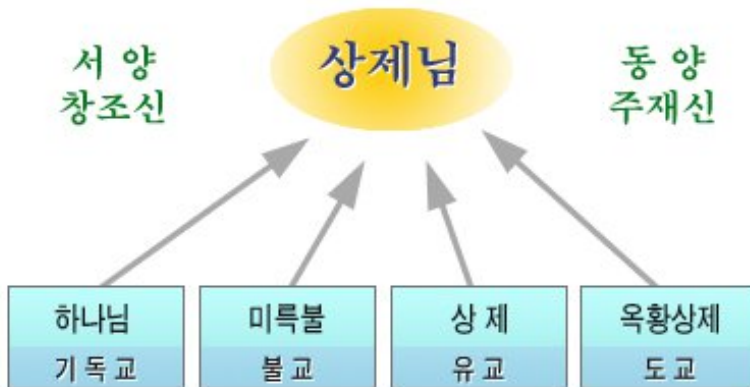 서 양
창조신
상제님
동 양
주재신
하나님
미륵불
상 제
옥황상제
기 독 교
불 교
유 교
도 교